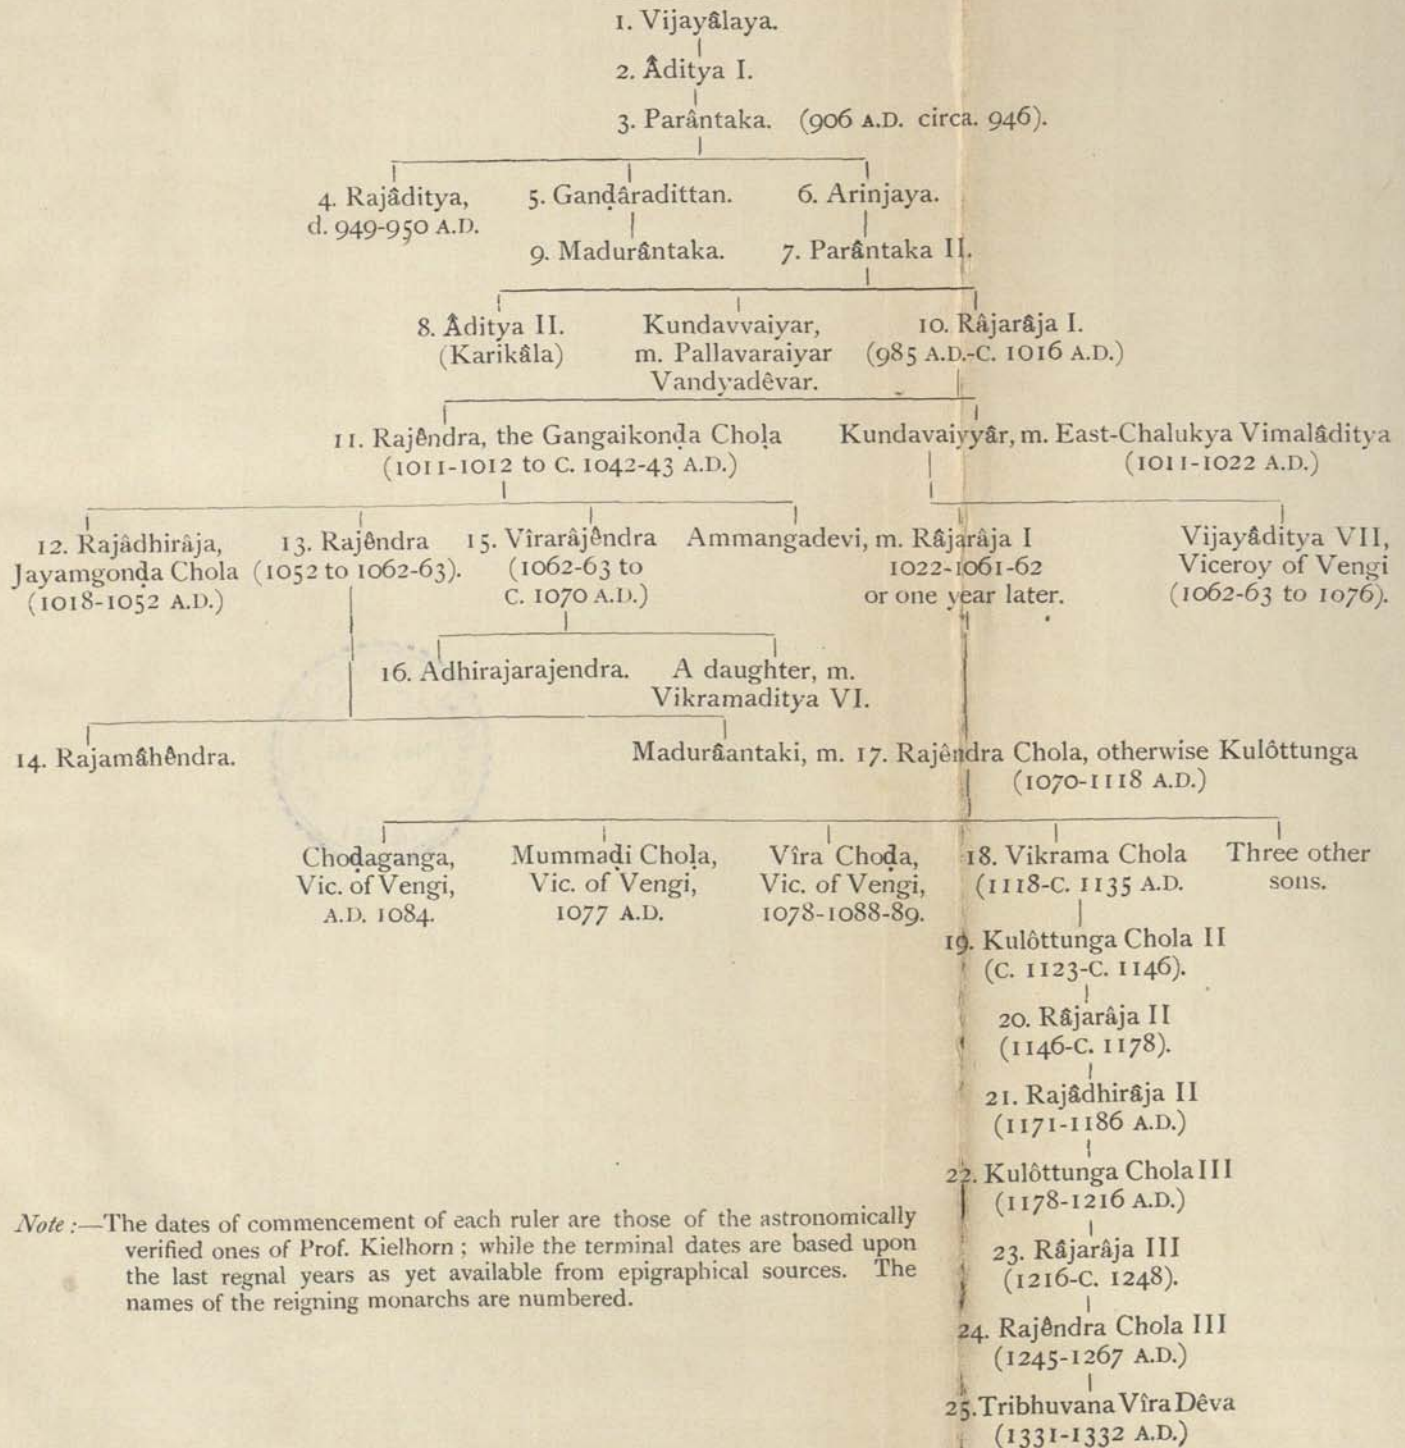 1. Vijayâlaya.
2. Âditya I.
3. Parântaka. (906 A.D. circa. 946).
4. Rajâditya, 5. Gaṇḍâradittan. 6. Arinjaya.
d. 949-950 A.D.
9. Madurântaka. 7. Parântaka II.
8. Âditya II. Kundavvaiyar, 10. Râjarâja I.
(Karikâla) m. Pallavaraiyar (985 A.D.-C. 1016 A.D.)
Vandyadêvar.
11. Rajêndra, the Gangaikonḍa Choḷa Kundavaiyyâr, m. East-Chalukya Vimalâditya
(1011-1012 to C. 1042-43 A.D.) (1011-1022 A.D.)
12. Rajâdhirâja, 13. Rajêndra 15. Vîrarâjêndra Ammangadevi, m. Râjarâja I Vijayâditya VII,
Jayamgonḍa Chola (1052 to 1062-63). (1062-63 to 1022-1061-62 Viceroy of Vengi
(1018-1052 A.D.) C. 1070 A.D.) or one year later. (1062-63 to 1076).
16. Adhirajarajendra. A daughter, m.
Vikramaditya VI.
14. Rajamâhêndra. Madurâantaki, m. 17. Rajêndra Chola, otherwise Kulôttunga
(1070-1118 A.D.)
Choḍaganga, Mummaḍi Choḷa, Vîra Choḍa, 18. Vikrama Chola Three other
Vic. of Vengi, Vic. of Vengi, Vic. of Vengi, (1118-C. 1135 A.D. sons.
A.D. 1084. 1077 A.D. 1078-1088-89.
19. Kulôttunga Chola II
(C. 1123-C. 1146).
20. Râjarâja II
(1146-C. 1178).
21. Rajâdhirâja II
(1171-1186 A.D.)
22. Kulôttunga Chola III
(1178-1216 A.D.)
23. Râjarâja III
(1216-C. 1248).
24. Rajêndra Chola III
(1245-1267 A.D.)
25. Tribhuvana Vîra Dêva
(1331-1332 A.D.)
Note :—The dates of commencement of each ruler are those of the astronomically
verified ones of Prof. Kielhorn ; while the terminal dates are based upon
the last regnal years as yet available from epigraphical sources. The
names of the reigning monarchs are numbered.